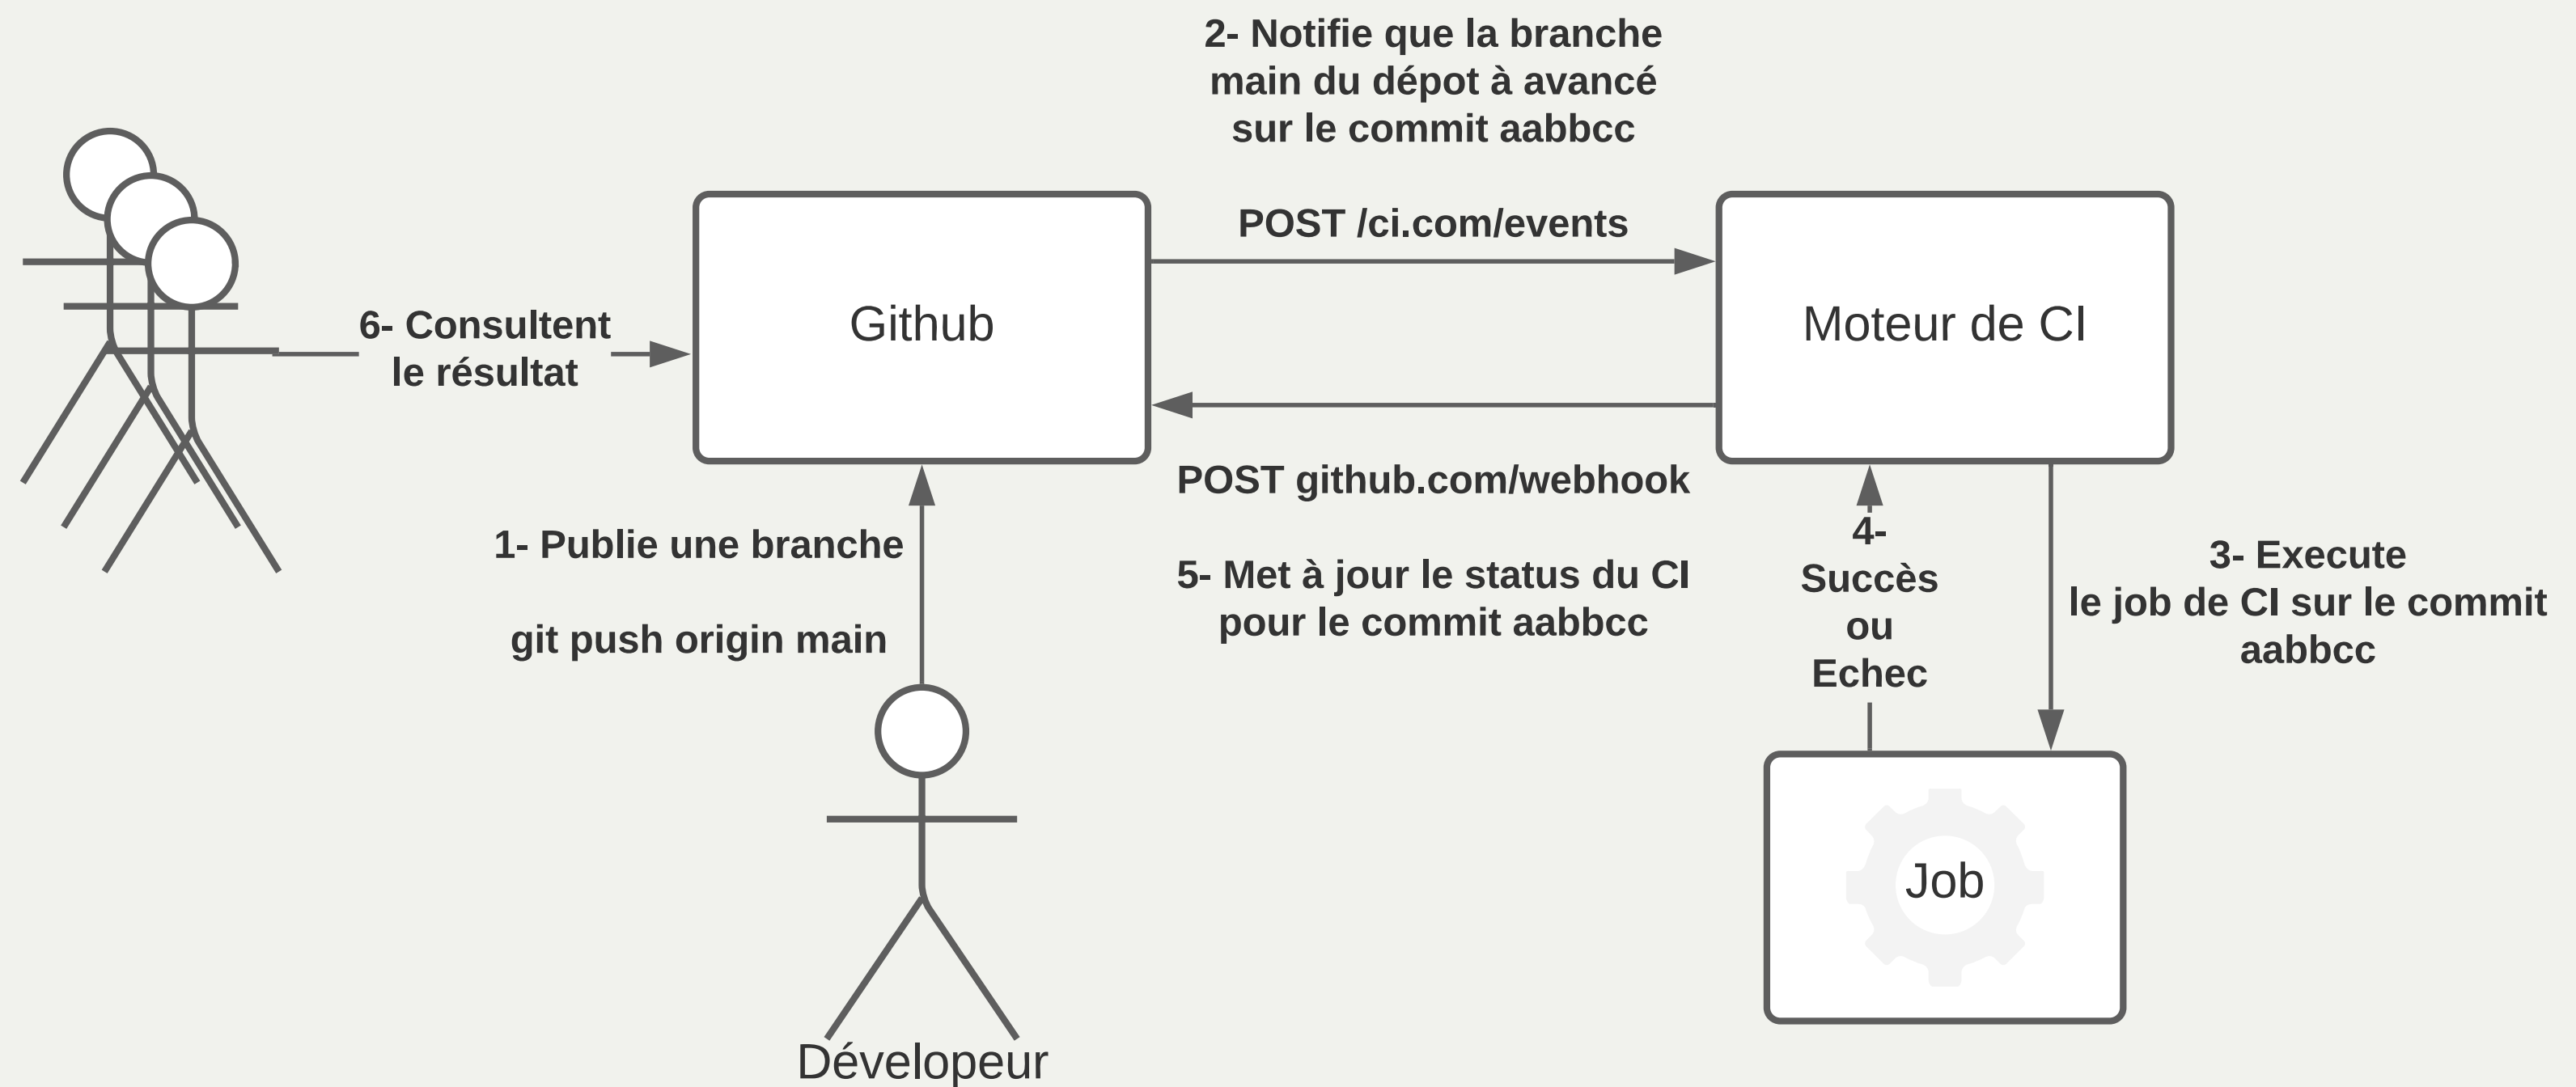 2- Notifie que la branche
main du dépot à avancé
sur le commit aabbcc
POST /ci.com/events
Github
Moteur de CI
6- Consultent
le résultat
POST github.com/webhook
5- Met à jour le status du CI
pour le commit aabbcc
1- Publie une branche
git push origin main
4-
Succès
ou
Echec
3- Execute
le job de CI sur le commit
aabbcc
Job
Dévelopeur